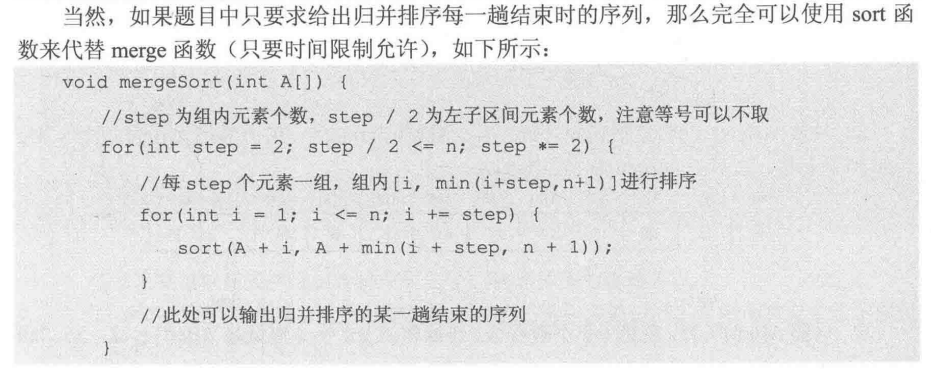 当然，如果题目中只要求给出归并排序每一趟结束时的序列，那么完全可以使用 sort 函
数来代替 merge 函数（只要时间限制允许），如下所示：
void mergeSort(int A[]) {
//step 为组内元素个数，step / 2 为左子区间元素个数，注意等号可以不取
for(int step = 2; step / 2 <= n; step *= 2) {
//每 step 个元素一组，组内[i, min(i+step,n+1)]进行排序
for(int i = 1; i <= n; i += step) {
sort(A + i, A + min(i + step, n + 1));
}
//此处可以输出归并排序的某一趟结束的序列
}